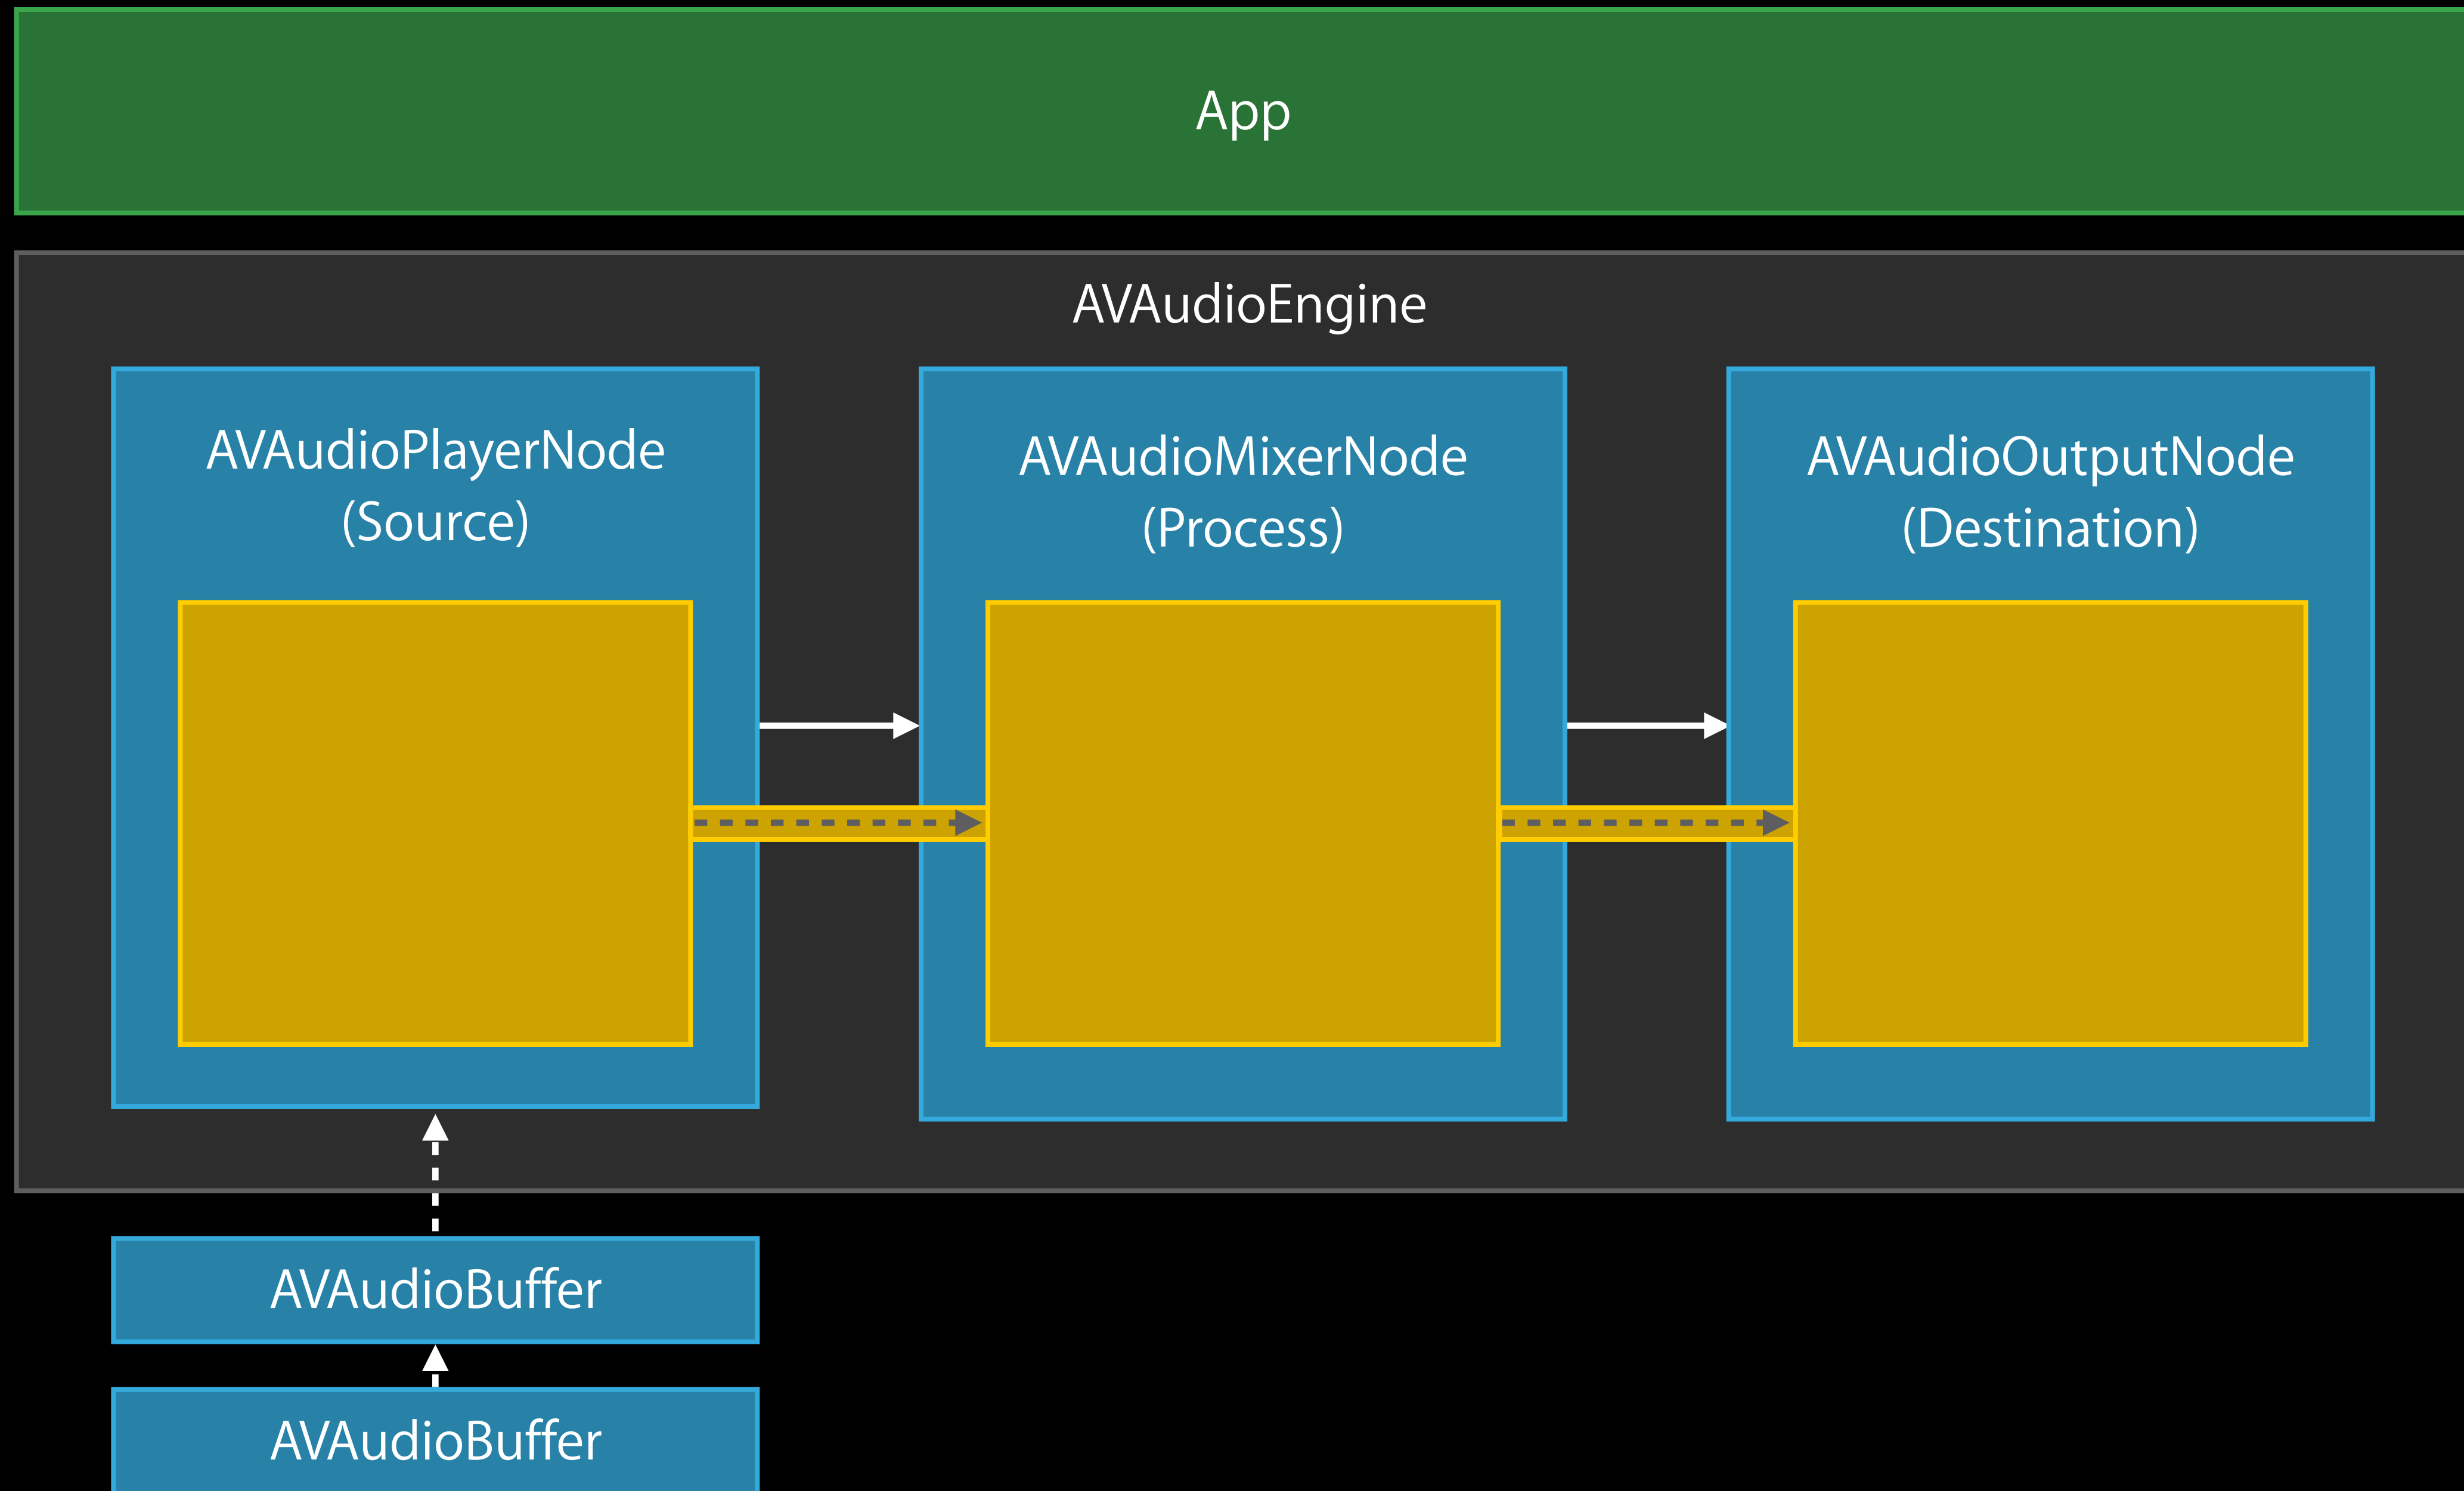 App
AVAudioEngine
AVAudioPlayerNode
(Source)
AVAudioMixerNode
(Process)
AVAudioOutputNode
(Destination)
AVAudioBuffer
AVAudioBuffer